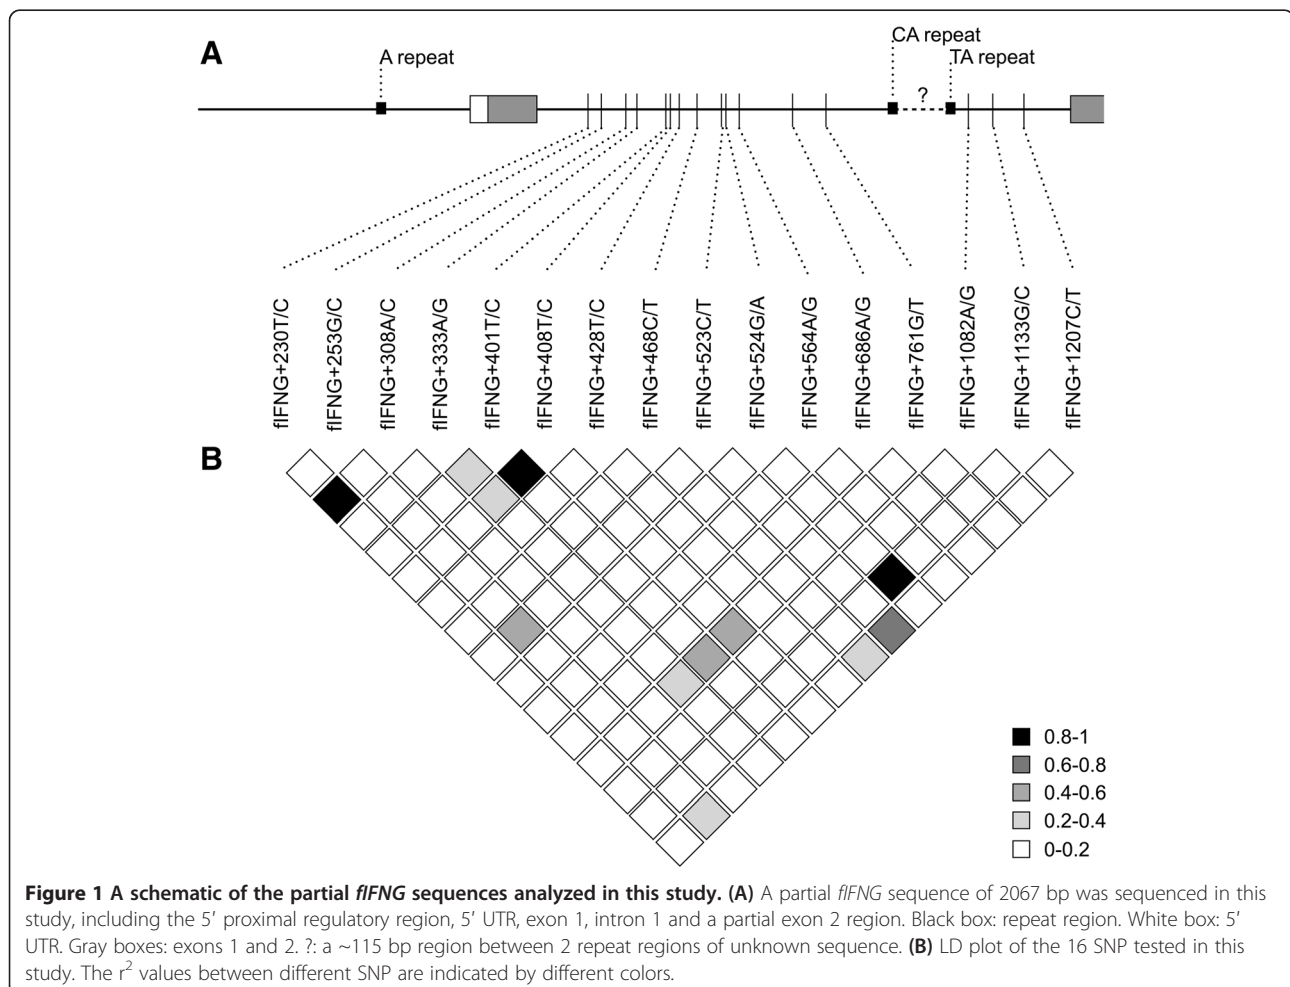 A
A repeat
CA repeat
TA repeat
?
fIFNG+230T/C
fIFNG+253G/C
fIFNG+308A/C
fIFNG+333A/G
fIFNG+401T/C
fIFNG+408T/C
fIFNG+428T/C
fIFNG+468C/T
fIFNG+523C/T
fIFNG+524G/A
fIFNG+564A/G
fIFNG+686A/G
fIFNG+761G/T
fIFNG+1082A/G
fIFNG+1133G/C
fIFNG+1207C/T
B
0.8-1
0.6-0.8
0.4-0.6
0.2-0.4
0-0.2
Figure 1 A schematic of the partial fIFNG sequences analyzed in this study. (A) A partial fIFNG sequence of 2067 bp was sequenced in this
study, including the 5′ proximal regulatory region, 5′ UTR, exon 1, intron 1 and a partial exon 2 region. Black box: repeat region. White box: 5′
UTR. Gray boxes: exons 1 and 2. ?: a ~115 bp region between 2 repeat regions of unknown sequence. (B) LD plot of the 16 SNP tested in this
study. The r² values between different SNP are indicated by different colors.